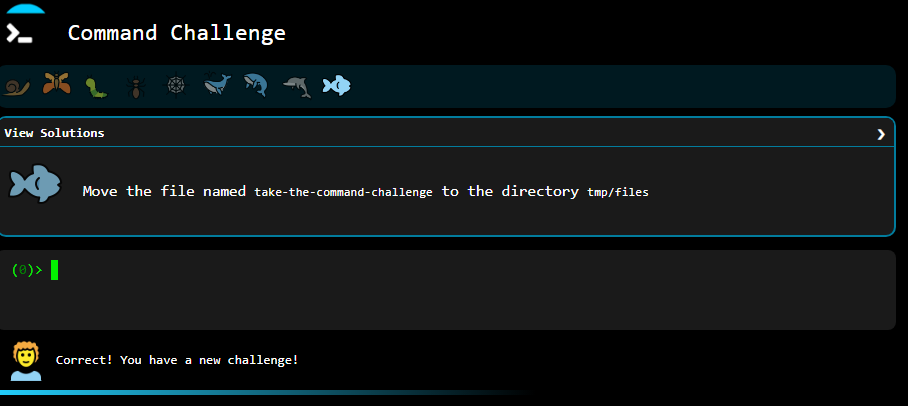 Command Challenge
View Solutions
Move the file named take-the-command-challenge to the directory tmp/files
(0)>
Correct! You have a new challenge!